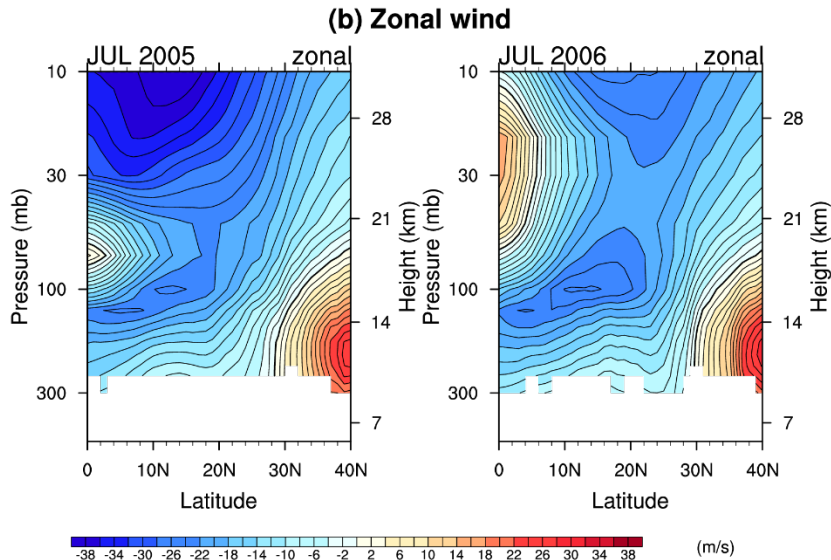 (b) Zonal wind
JUL 2005 zonal
JUL 2006 zonal
10
30
100
300
Pressure (mb)
28
21
14
7
Height (km)
0 10N 20N 30N 40N
Latitude
10
30
100
300
Pressure (mb)
28
21
14
7
Height (km)
0 10N 20N 30N 40N
Latitude
-38 -34 -30 -26 -22 -18 -14 -10 -6 -2 2 6 10 14 18 22 26 30 34 38 (m/s)